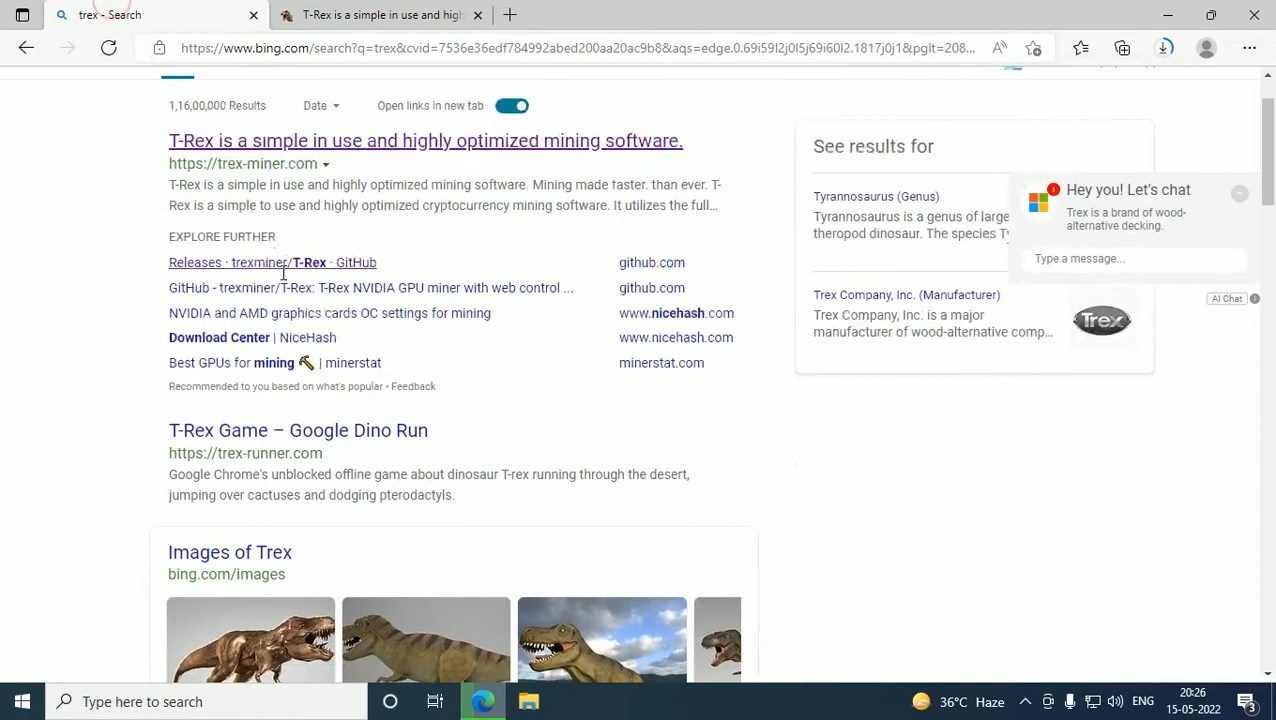 trex - Search
T-Rex is a simple in use and high
https://www.bing.com/search?q=trex&cvid=7536e36edf784992abed200aa20ac9b8&aqs=edge.0.69i59l2j0l5j69i60l2.1817j0j1&pglt=208...
1,16,00,000 Results
Date
Open links in new tab
T-Rex is a simple in use and highly optimized mining software.
https://trex-miner.com
T-Rex is a simple in use and highly optimized mining software. Mining made faster. than ever. T-
Rex is a simple to use and highly optimized cryptocurrency mining software. It utilizes the full...
EXPLORE FURTHER
Releases · trexminer/T-Rex · GitHub
github.com
GitHub - trexminer/T-Rex: T-Rex NVIDIA GPU miner with web control ...
github.com
NVIDIA and AMD graphics cards OC settings for mining
www.nicehash.com
Download Center | NiceHash
www.nicehash.com
Best GPUs for mining 🔨 | minerstat
minerstat.com
Recommended to you based on what's popular • Feedback
T-Rex Game – Google Dino Run
https://trex-runner.com
Google Chrome's unblocked offline game about dinosaur T-rex running through the desert,
jumping over cactuses and dodging pterodactyls.
Images of Trex
bing.com/images
See results for
Tyrannosaurus (Genus)
Tyrannosaurus is a genus of large
theropod dinosaur. The species
Trex Company, Inc. (Manufacturer)
Trex Company, Inc. is a major
manufacturer of wood-alternative comp...
Trex
Hey you! Let's chat
Trex is a brand of wood-
alternative decking.
Type a message...
AI Chat
Type here to search
36°C Haze
ENG
20:26
15-05-2022
3